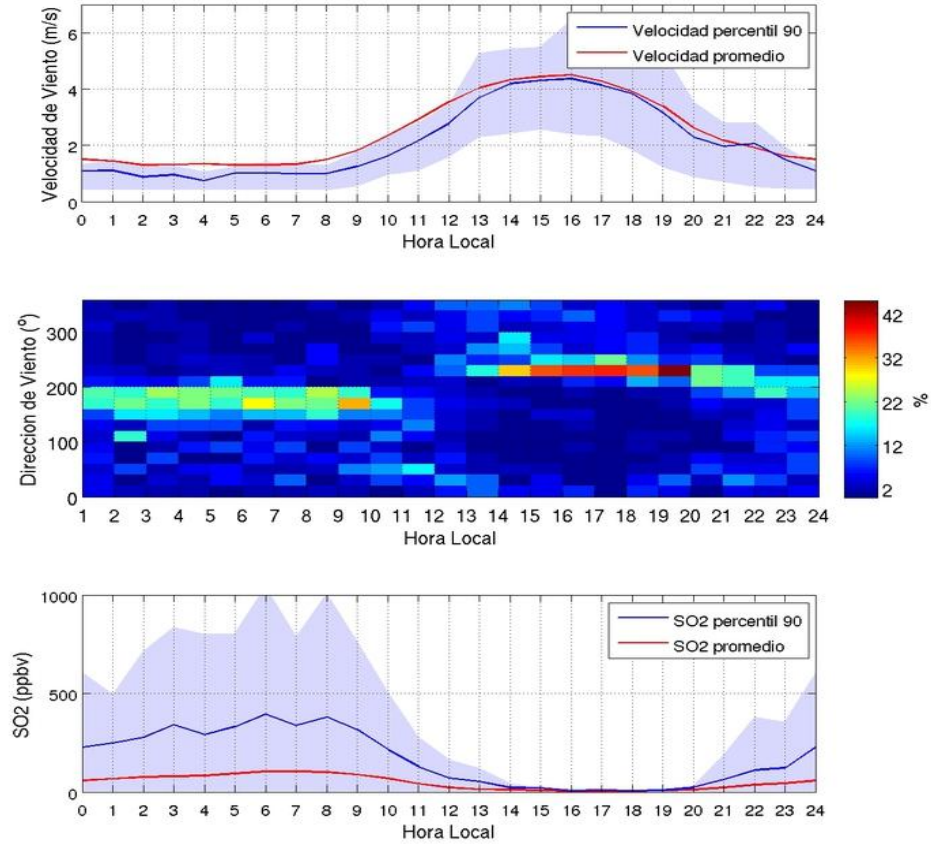 Velocidad de Viento (m/s)
6
4
2
0
Velocidad percentil 90
Velocidad promedio
0 1 2 3 4 5 6 7 8 9 10 11 12 13 14 15 16 17 18 19 20 21 22 23 24
Hora Local
Direccion de Viento (º)
300
200
100
0
42
32
22
12
2
%
1 2 3 4 5 6 7 8 9 10 11 12 13 14 15 16 17 18 19 20 21 22 23 24
Hora Local
SO2 (ppbv)
1000
500
0
SO2 percentil 90
SO2 promedio
0 1 2 3 4 5 6 7 8 9 10 11 12 13 14 15 16 17 18 19 20 21 22 23 24
Hora Local